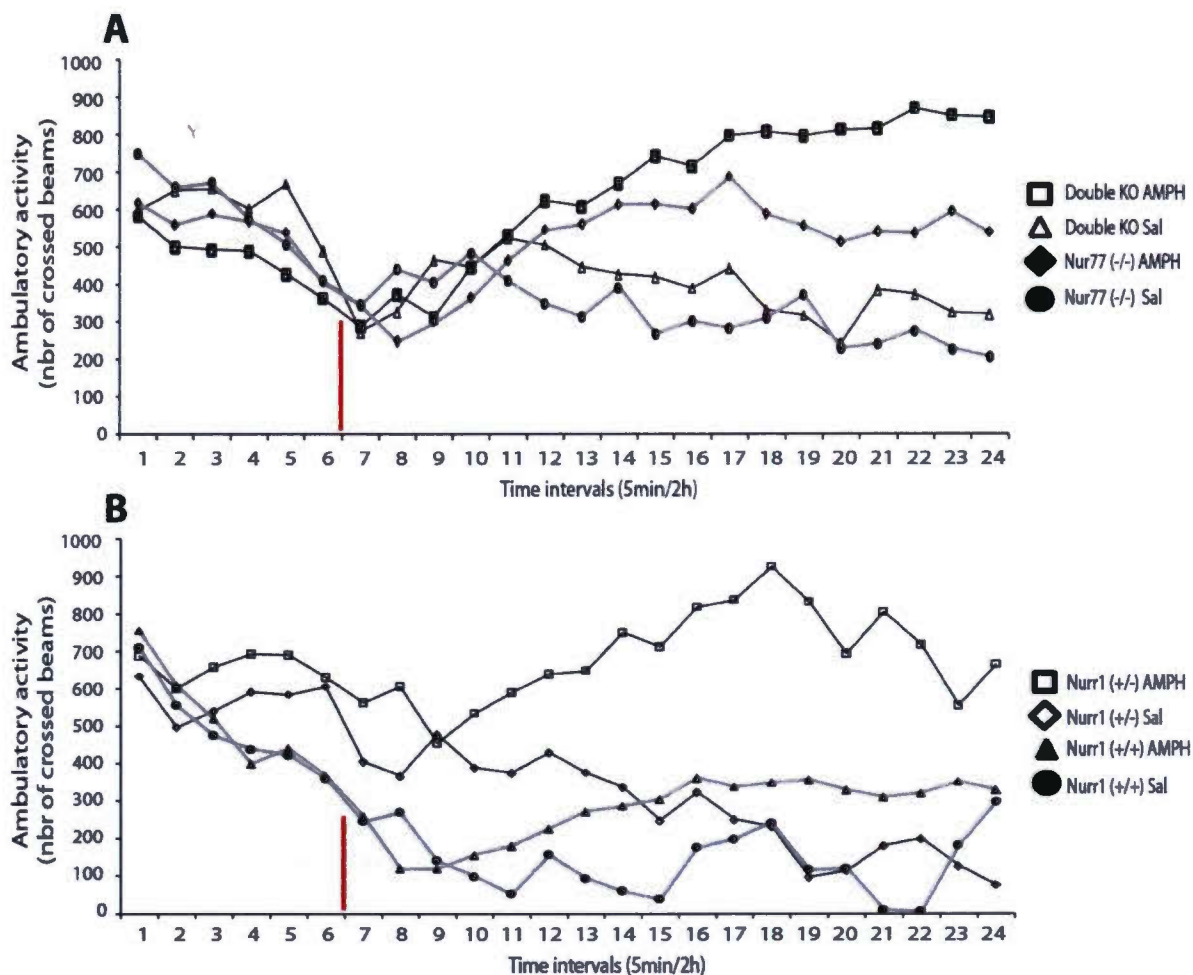 A
Ambulatory activity
(nbr of crossed beams)
1000
900
800
700
600
500
400
300
200
100
0
1 2 3 4 5 6 7 8 9 10 11 12 13 14 15 16 17 18 19 20 21 22 23 24
Time intervals (5min/2h)
Double KO AMPH
Double KO Sal
Nur77 (-/-) AMPH
Nur77 (-/-) Sal
B
Ambulatory activity
(nbr of crossed beams)
1000
900
800
700
600
500
400
300
200
100
0
1 2 3 4 5 6 7 8 9 10 11 12 13 14 15 16 17 18 19 20 21 22 23 24
Time intervals (5min/2h)
Nurr1 (+/-) AMPH
Nurr1 (+/-) Sal
Nurr1 (+/+) AMPH
Nurr1 (+/+) Sal